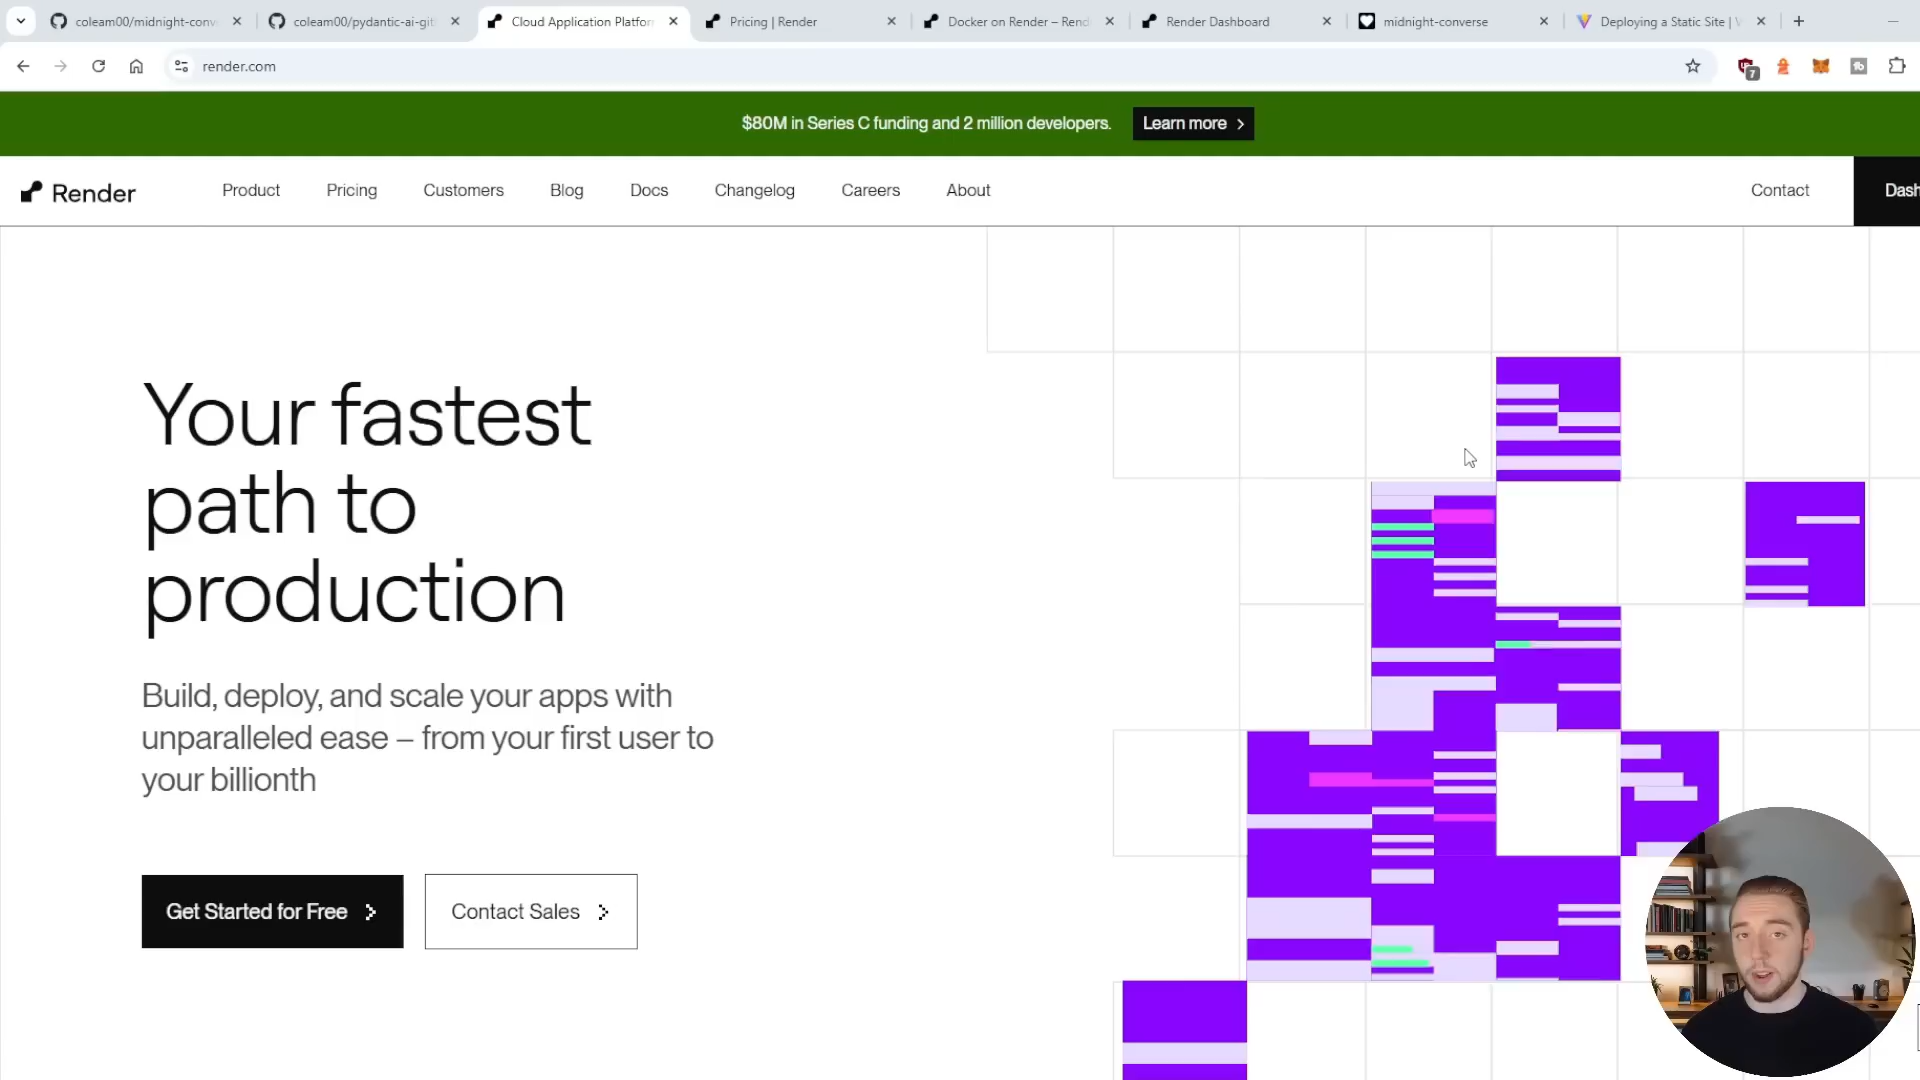 coleam00/midnight-conv
coleam00/pydantic-ai-git
Cloud Application Platfor
Pricing | Render
Docker on Render – Rend
Render Dashboard
midnight-converse
Deploying a Static Site | V
render.com
7
$80M in Series C funding and 2 million developers.
Learn more
Render
Product
Pricing
Customers
Blog
Docs
Changelog
Careers
About
Contact
Dash
Your fastest
path to
production
Build, deploy, and scale your apps with
unparalleled ease – from your first user to
your billionth
Get Started for Free
Contact Sales